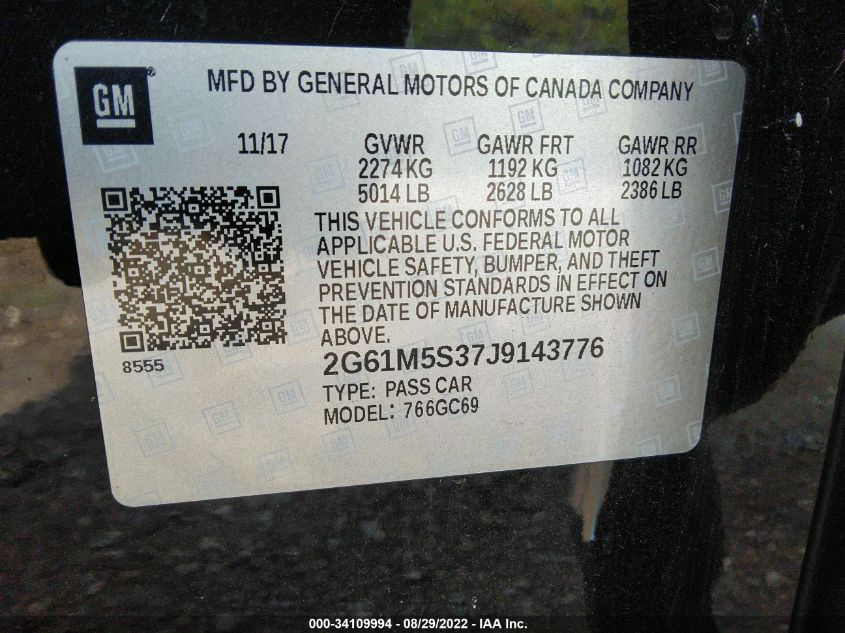 GM
MFD BY GENERAL MOTORS OF CANADA COMPANY
11/17 GVWR GAWR FRT GAWR RR
2274 KG 1192 KG 1082 KG
5014 LB 2628 LB 2386 LB
THIS VEHICLE CONFORMS TO ALL
APPLICABLE U.S. FEDERAL MOTOR
VEHICLE SAFETY, BUMPER, AND THEFT
PREVENTION STANDARDS IN EFFECT ON
THE DATE OF MANUFACTURE SHOWN
ABOVE.
8555
2G61M5S37J9143776
TYPE: PASS CAR
MODEL: 766GC69
000-34109994 - 08/29/2022 - IAA Inc.